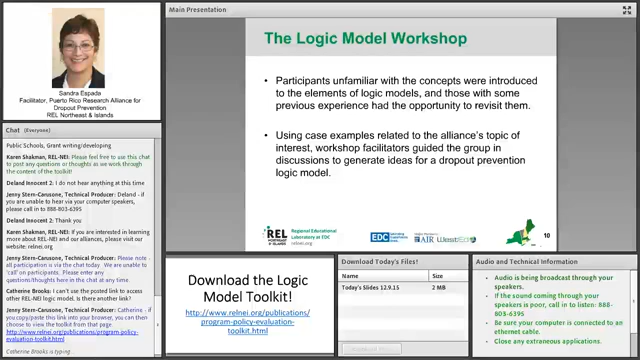 Sandra Espada
Facilitator, Puerto Rico Research Alliance for
Dropout Prevention
REL Northeast & Islands
Chat (Everyone)
Public Schools, Grant writing/developing
Karen Shakman, REL-NEI: Please feel free to use this chat
to post any questions or thoughts as we work through
the content of the toolkit!
Deland Innocent 2: I do not hear anything at this time
Jenny Stern-Carusone, Technical Producer: Deland - if
you are unable to hear via your computer speakers,
please call in to 888-803-6395
Deland Innocent 2: Thank you
Karen Shakman, REL-NEI: If you are interested in learning
more about REL-NEI and our alliances, please visit our
website: relnei.org
Jenny Stern-Carusone, Technical Producer: Please note -
all participation is via the chat today. We are unable to
'call' on participants. Please enter any
questions/thoughts here in the chat at any time.
Catherine Brooks: I can't use the posted link to access
other REL-NEI logic model. Is there another link?
Jenny Stern-Carusone, Technical Producer: Catherine - if
you copy/paste this link into your browser, you can then
choose to view the toolkit from that page.
http://www.relnei.org/publications/program-policy-
evaluation-toolkit.html)
Catherine Brooks is typing.
Main Presentation
The Logic Model Workshop
• Participants unfamiliar with the concepts were introduced
to the elements of logic models, and those with some
previous experience had the opportunity to revisit them.
• Using case examples related to the alliance's topic of
interest, workshop facilitators guided the group in
discussions to generate ideas for a dropout prevention
logic model.
REL
NORTHEAST
& ISLANDS
Regional Educational
Laboratory at EDC
relnei.org
EDC
AIR
WestEd
10
Download the Logic
Model Toolkit!
http://www.relnei.org/publications/
program-policy-evaluation-
toolkit.html
Download Today's Files!
Name Size
Today's Slides 12.9.15 2 MB
Audio and Technical Information
• Audio is being broadcast through your
speakers.
• If the sound coming through your
speakers is poor, call in to listen: 888-
803-6395
• Be sure your computer is connected to
an ethernet cable.
• Close any extraneous applications.